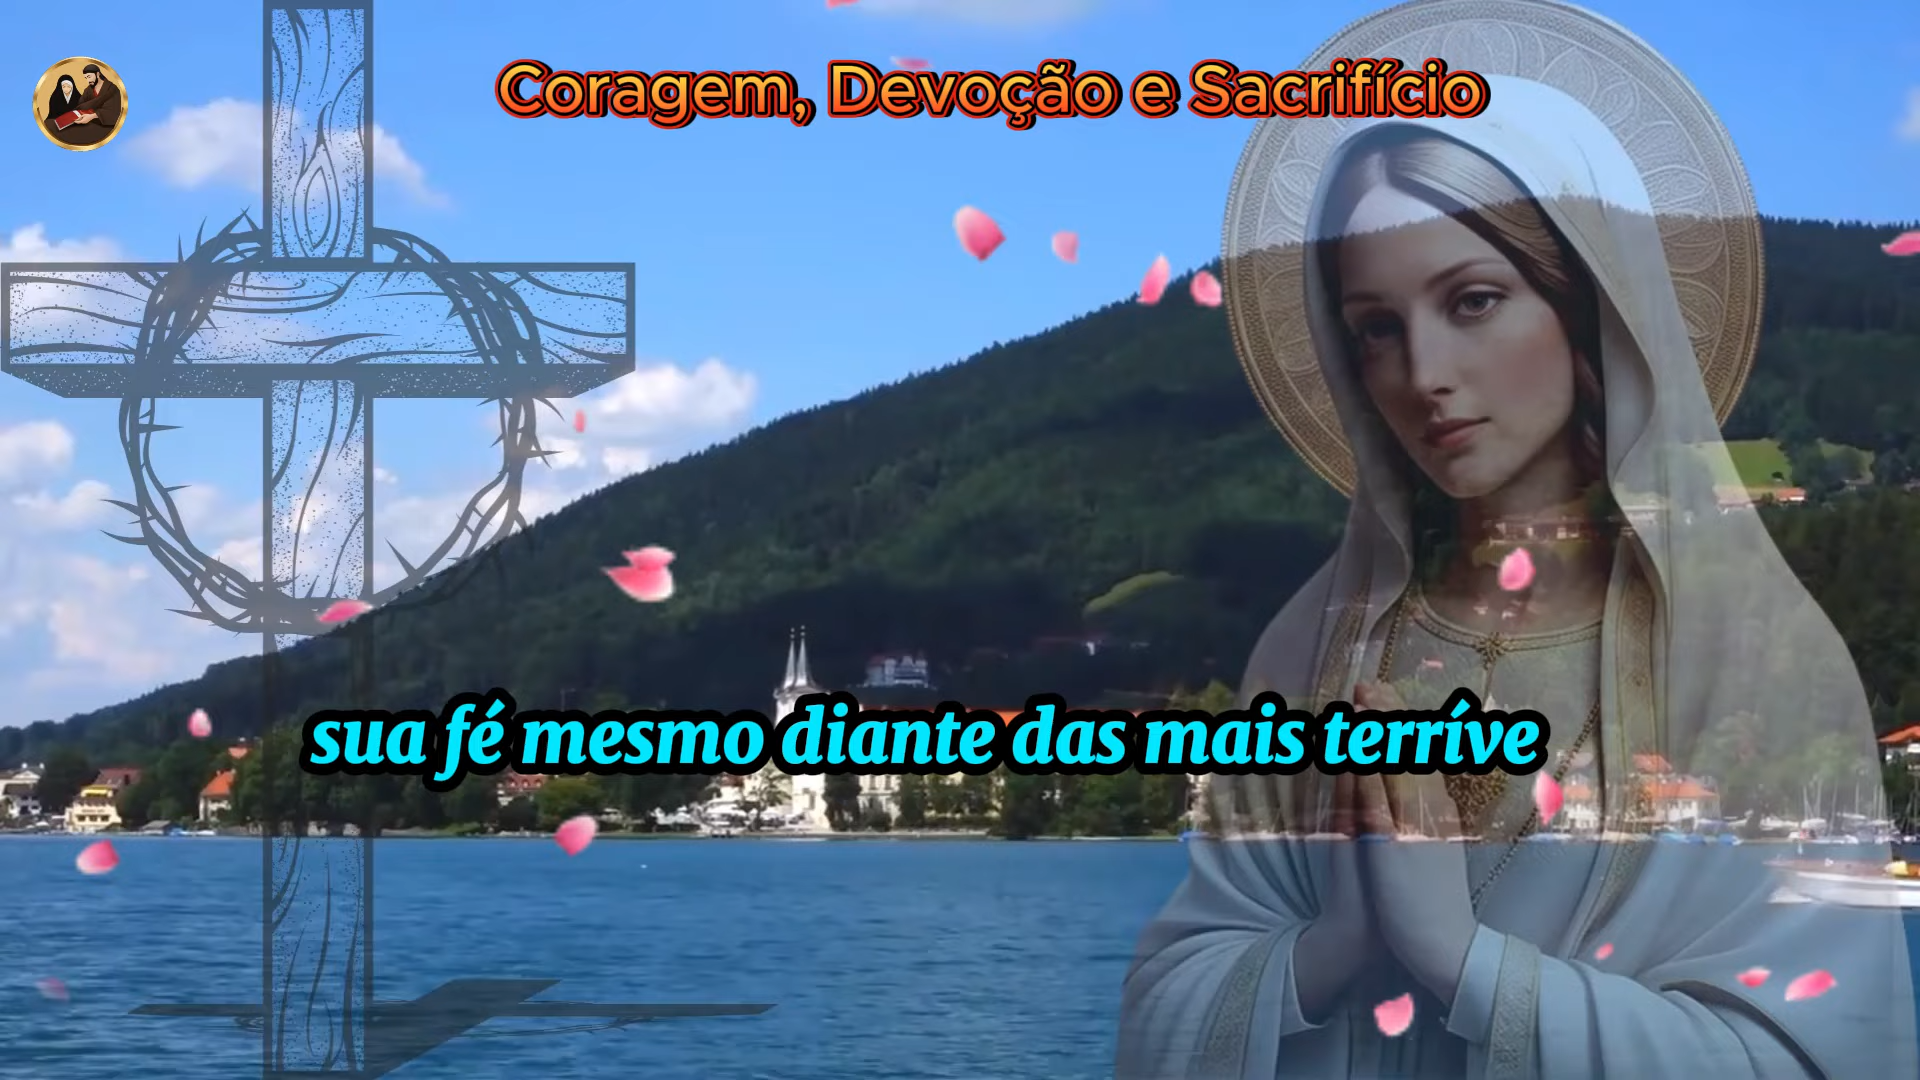 Coragem, Devoção e Sacrifício
sua fé mesmo diante das mais terríve